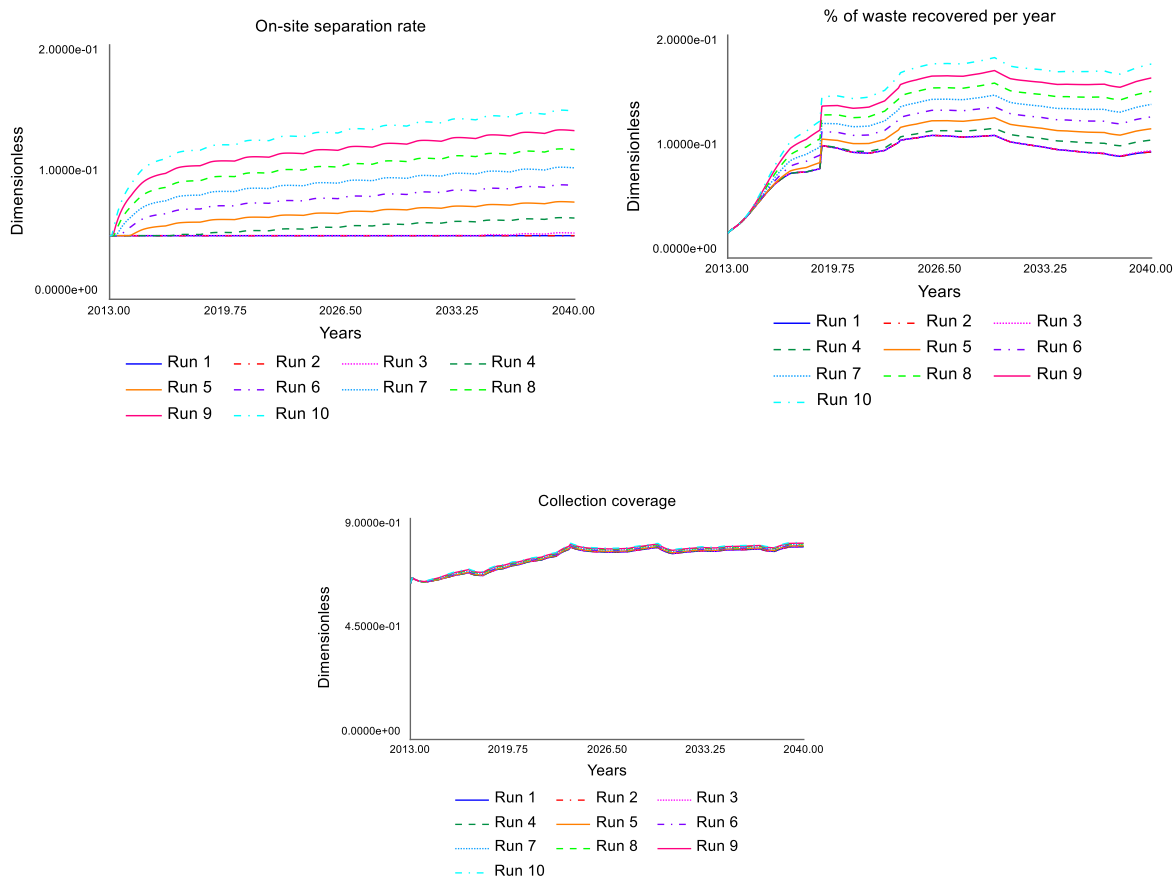 On-site separation rate
2.0000e-01
1.0000e-01
0.0000e+00
Dimensionless
2013.00 2019.75 2026.50 2033.25 2040.00
Years
Run 1 Run 2 Run 3 Run 4
Run 5 Run 6 Run 7 Run 8
Run 9 Run 10
% of waste recovered per year
2.0000e-01
1.0000e-01
0.0000e+00
Dimensionless
2013.00 2019.75 2026.50 2033.25 2040.00
Years
Run 1 Run 2 Run 3
Run 4 Run 5 Run 6
Run 7 Run 8 Run 9
Run 10
Collection coverage
9.0000e-01
4.5000e-01
0.0000e+00
Dimensionless
2013.00 2019.75 2026.50 2033.25 2040.00
Years
Run 1 Run 2 Run 3
Run 4 Run 5 Run 6
Run 7 Run 8 Run 9
Run 10